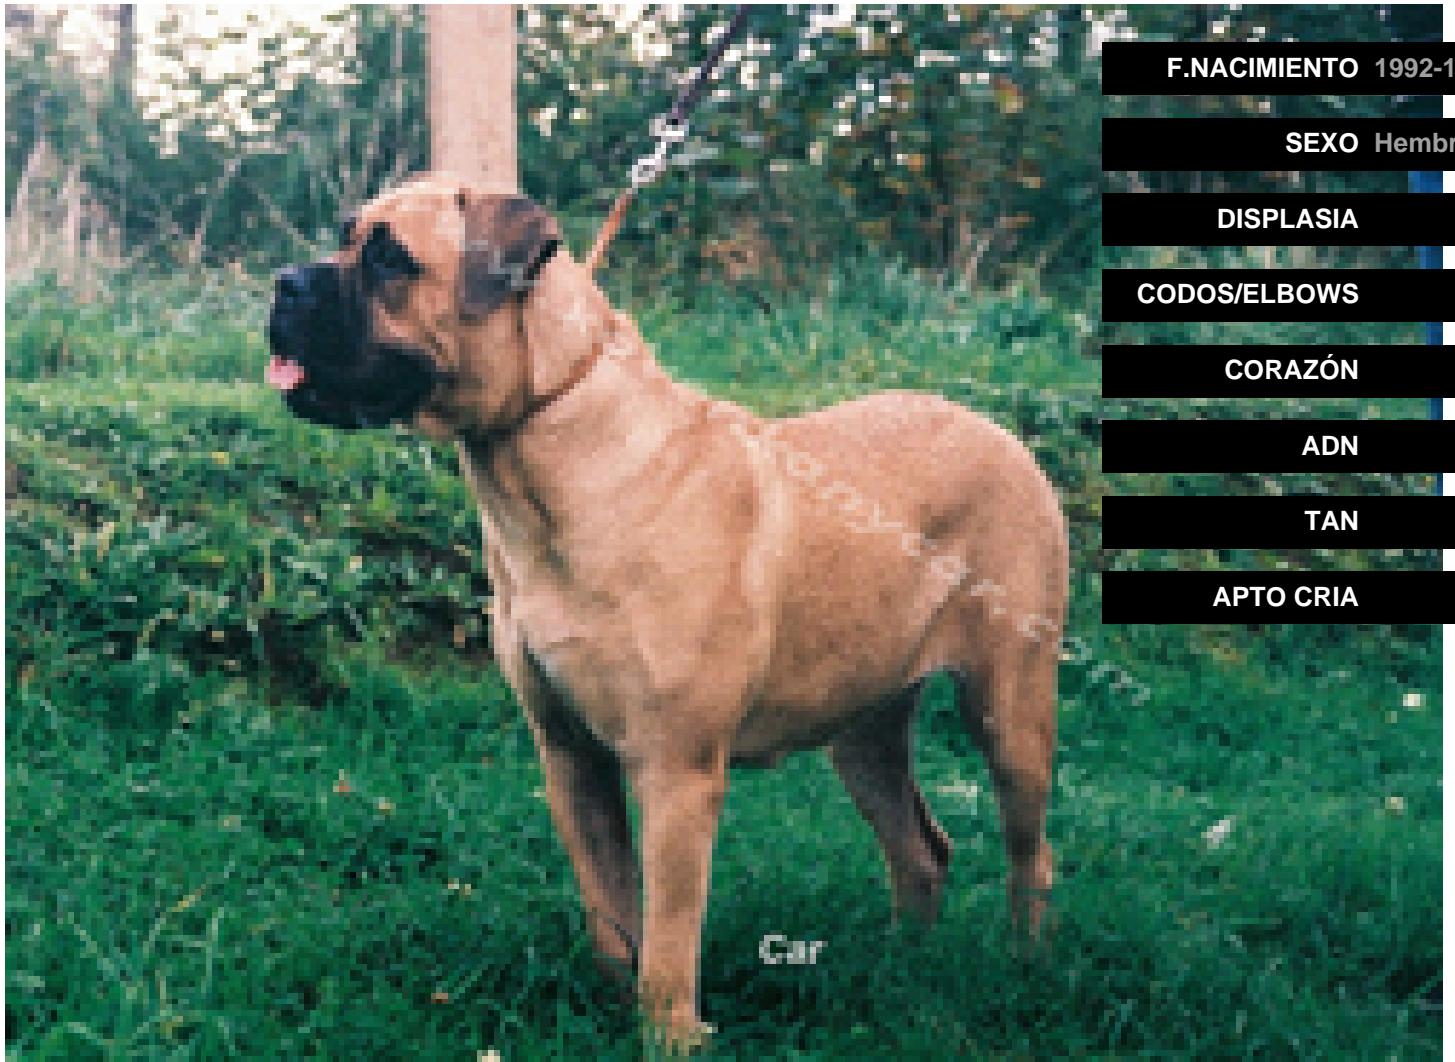 F.NACIMIENTO 1992-1
SEXO Hembr
DISPLASIA
CODOS/ELBOWS
CORAZÓN
ADN
TAN
APTO CRIA
Car